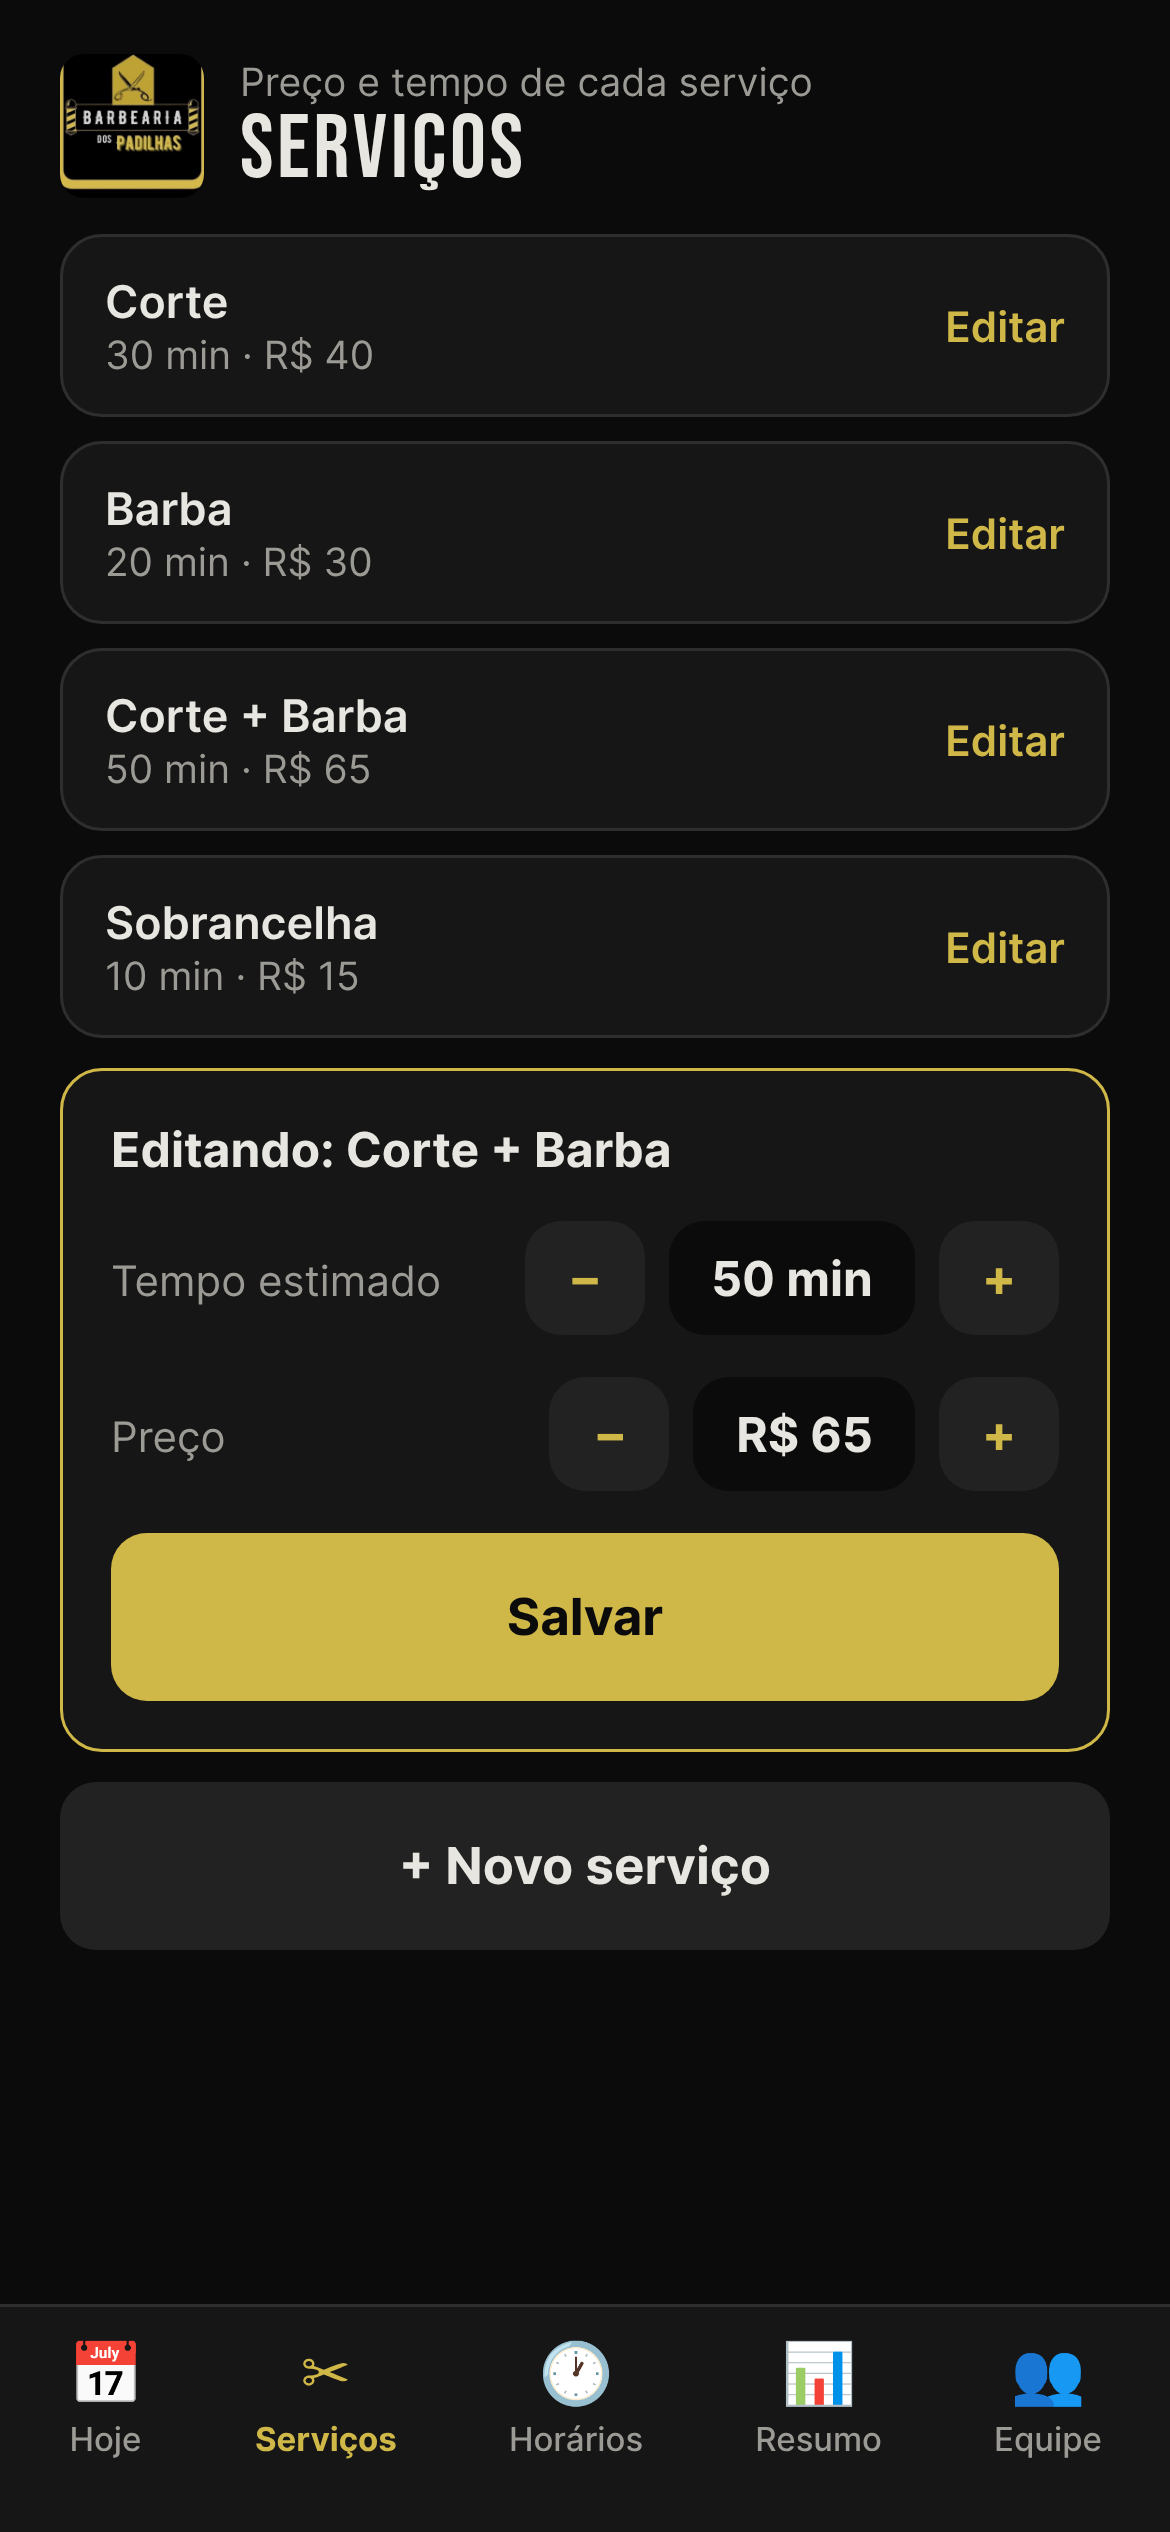 BARBEARIA
DOS PADILHAS
Preço e tempo de cada serviço
SERVIÇOS
Corte
30 min · R$ 40
Editar
Barba
20 min · R$ 30
Editar
Corte + Barba
50 min · R$ 65
Editar
Sobrancelha
10 min · R$ 15
Editar
Editando: Corte + Barba
Tempo estimado
−
50 min
+
Preço
−
R$ 65
+
Salvar
+ Novo serviço
July
17
Hoje
Serviços
Horários
Resumo
Equipe